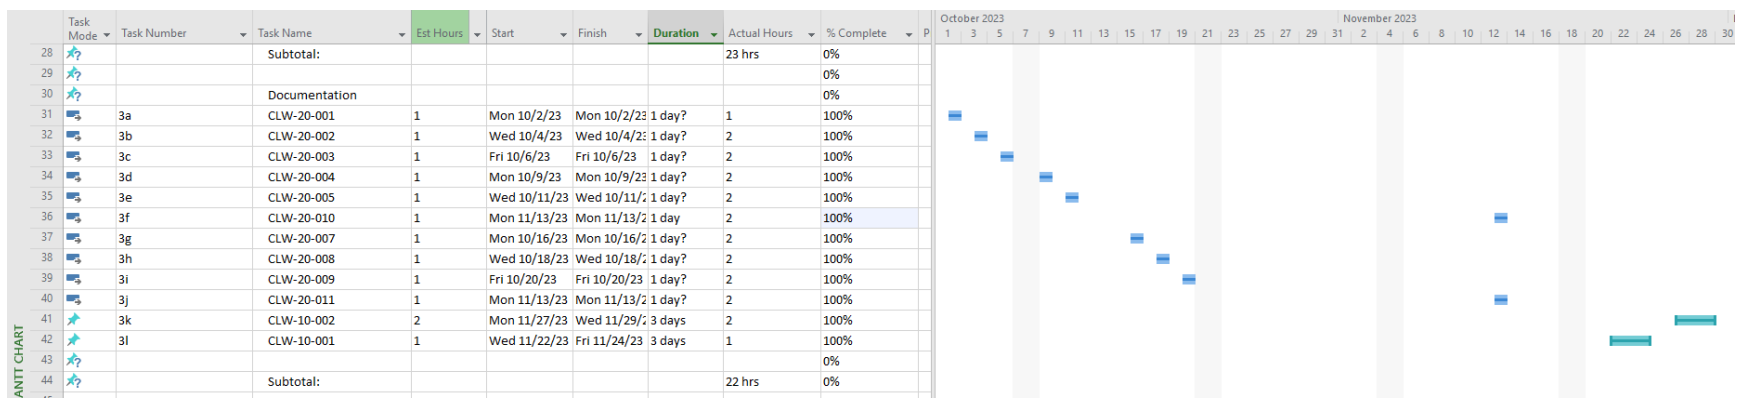 Task Mode Task Number Task Name Est Hours Start Finish Duration Actual Hours % Complete P
October 2023 November 2023
1 3 5 7 9 11 13 15 17 19 21 23 25 27 29 31 2 4 6 8 10 12 14 16 18 20 22 24 26 28 30
28 Subtotal: 23 hrs 0%
29 0%
30 Documentation 0%
31 3a CLW-20-001 1 Mon 10/2/23 Mon 10/2/23 1 day? 1 100%
32 3b CLW-20-002 1 Wed 10/4/23 Wed 10/4/23 1 day? 2 100%
33 3c CLW-20-003 1 Fri 10/6/23 Fri 10/6/23 1 day? 2 100%
34 3d CLW-20-004 1 Mon 10/9/23 Mon 10/9/23 1 day? 2 100%
35 3e CLW-20-005 1 Wed 10/11/23 Wed 10/11/2 1 day? 2 100%
36 3f CLW-20-010 1 Mon 11/13/23 Mon 11/13/2 1 day 2 100%
37 3g CLW-20-007 1 Mon 10/16/23 Mon 10/16/2 1 day? 2 100%
38 3h CLW-20-008 1 Wed 10/18/23 Wed 10/18/2 1 day? 2 100%
39 3i CLW-20-009 1 Fri 10/20/23 Fri 10/20/23 1 day? 2 100%
40 3j CLW-20-011 1 Mon 11/13/23 Mon 11/13/2 1 day? 2 100%
41 3k CLW-10-002 2 Mon 11/27/23 Wed 11/29/2 3 days 2 100%
42 3l CLW-10-001 1 Wed 11/22/23 Fri 11/24/23 3 days 1 100%
43 0%
44 Subtotal: 22 hrs 0%
ANTT CHART